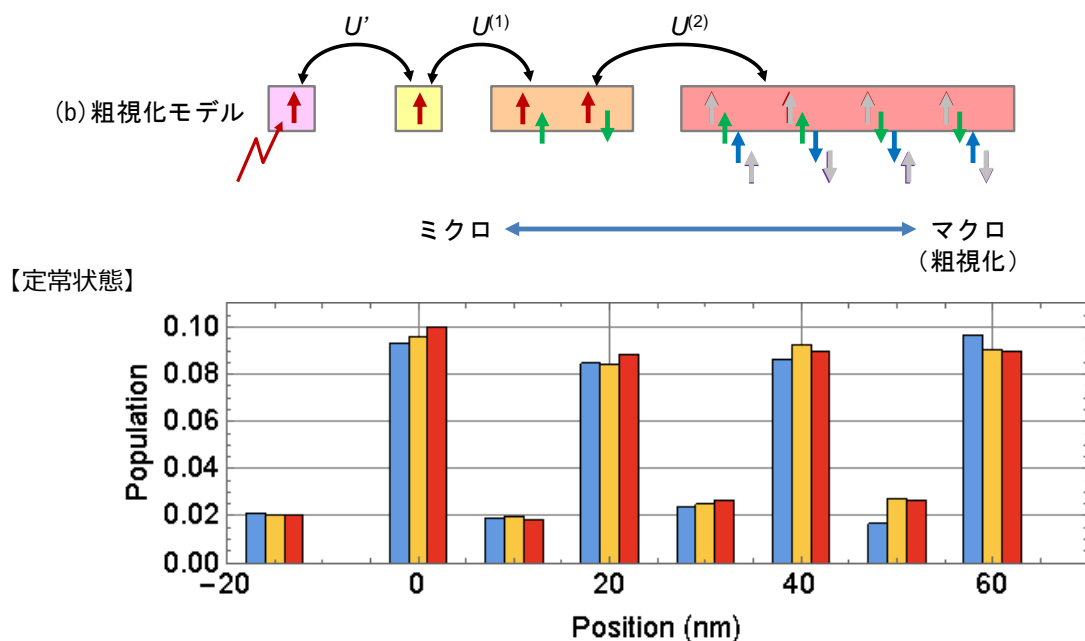 U’ U⁽¹⁾ U⁽²⁾
(b) 粗視化モデル
ミクロ マクロ
（粗視化）
【定常状態】
0.10
0.08
0.06
0.04
0.02
0.00
Population
−20 0 20 40 60
Position (nm)